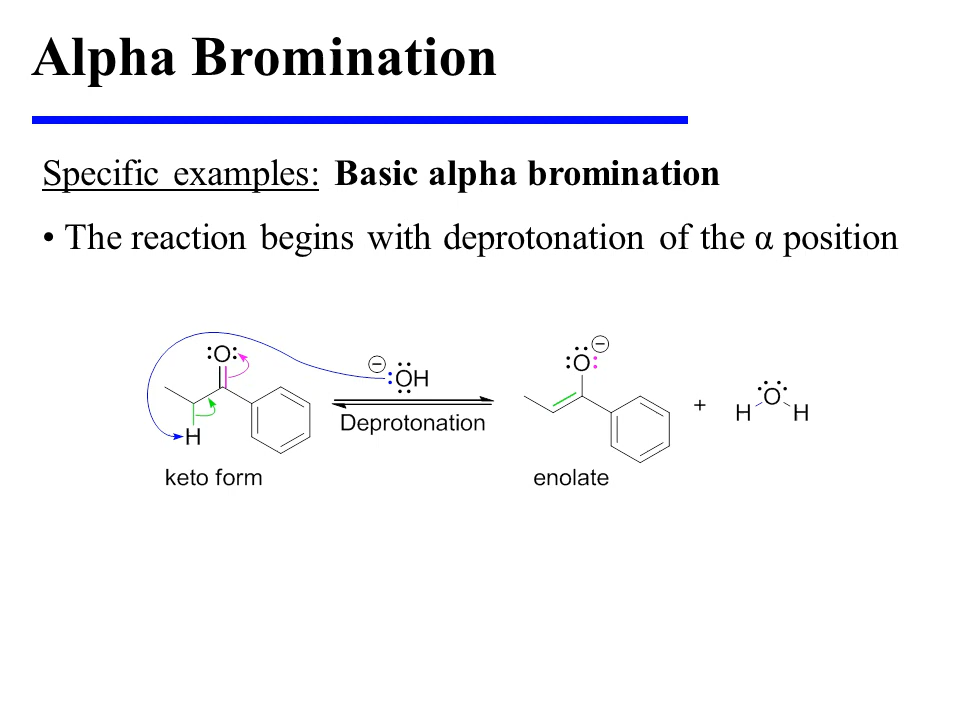 Alpha Bromination
Specific examples: Basic alpha bromination
• The reaction begins with deprotonation of the α position
O
H
keto form
⊖
OH
Deprotonation
⊖
O
enolate
+
H O H